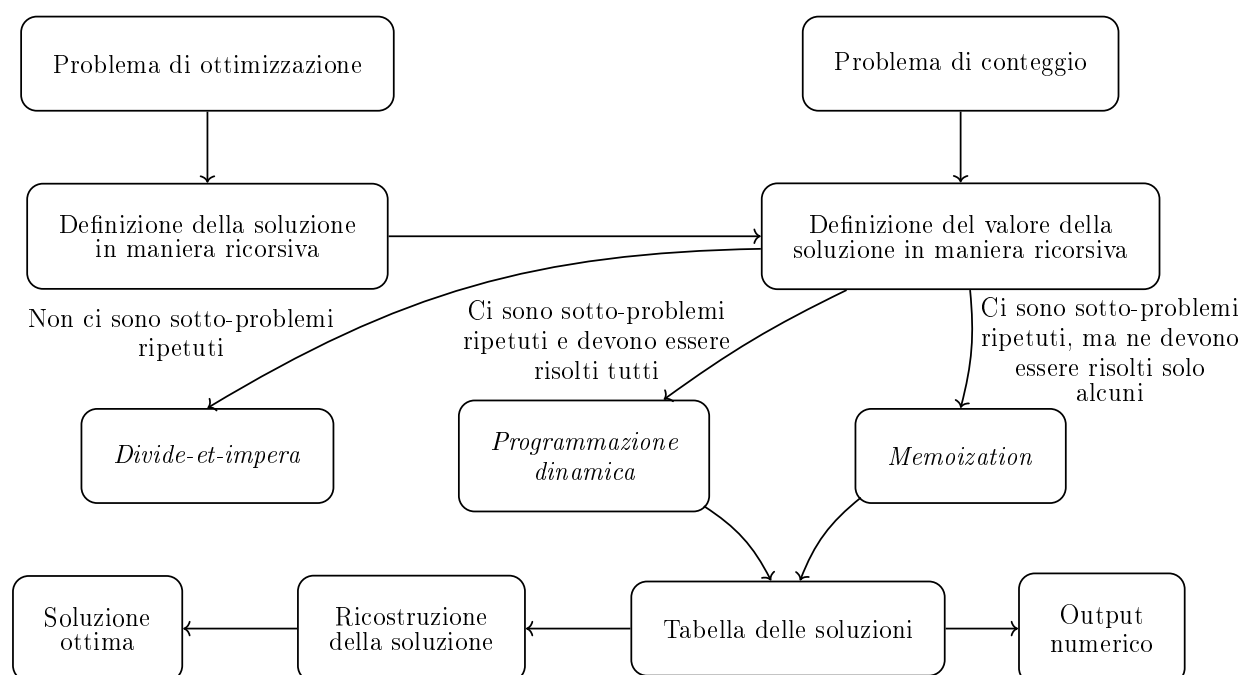 Problema di ottimizzazione
Problema di conteggio
Definizione della soluzione
in maniera ricorsiva
Definizione del valore della
soluzione in maniera ricorsiva
Non ci sono sotto-problemi
ripetuti
Ci sono sotto-problemi
ripetuti e devono essere
risolti tutti
Ci sono sotto-problemi
ripetuti, ma ne devono
essere risolti solo
alcuni
Divide-et-impera
Programmazione
dinamica
Memoization
Soluzione
ottima
Ricostruzione
della soluzione
Tabella delle soluzioni
Output
numerico